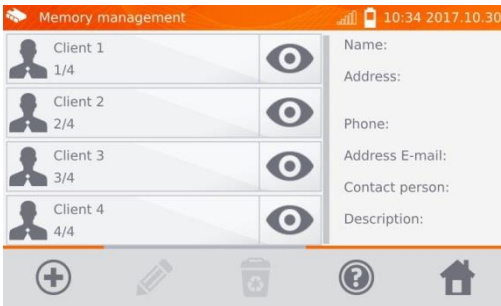 Memory management
10:34 2017.10.30
Client 1
1/4
Client 2
2/4
Client 3
3/4
Client 4
4/4
Name:
Address:
Phone:
Address E-mail:
Contact person:
Description: